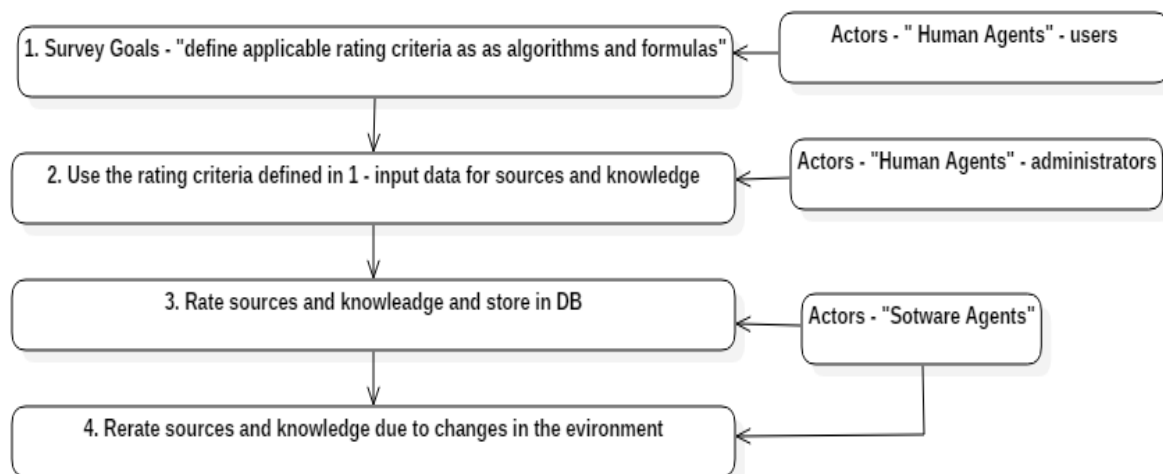 1. Survey Goals - "define applicable rating criteria as as algorithms and formulas"
Actors - " Human Agents" - users
2. Use the rating criteria defined in 1 - input data for sources and knowledge
Actors - "Human Agents" - administrators
3. Rate sources and knowleadge and store in DB
Actors - "Sotware Agents"
4. Rerate sources and knowledge due to changes in the evironment